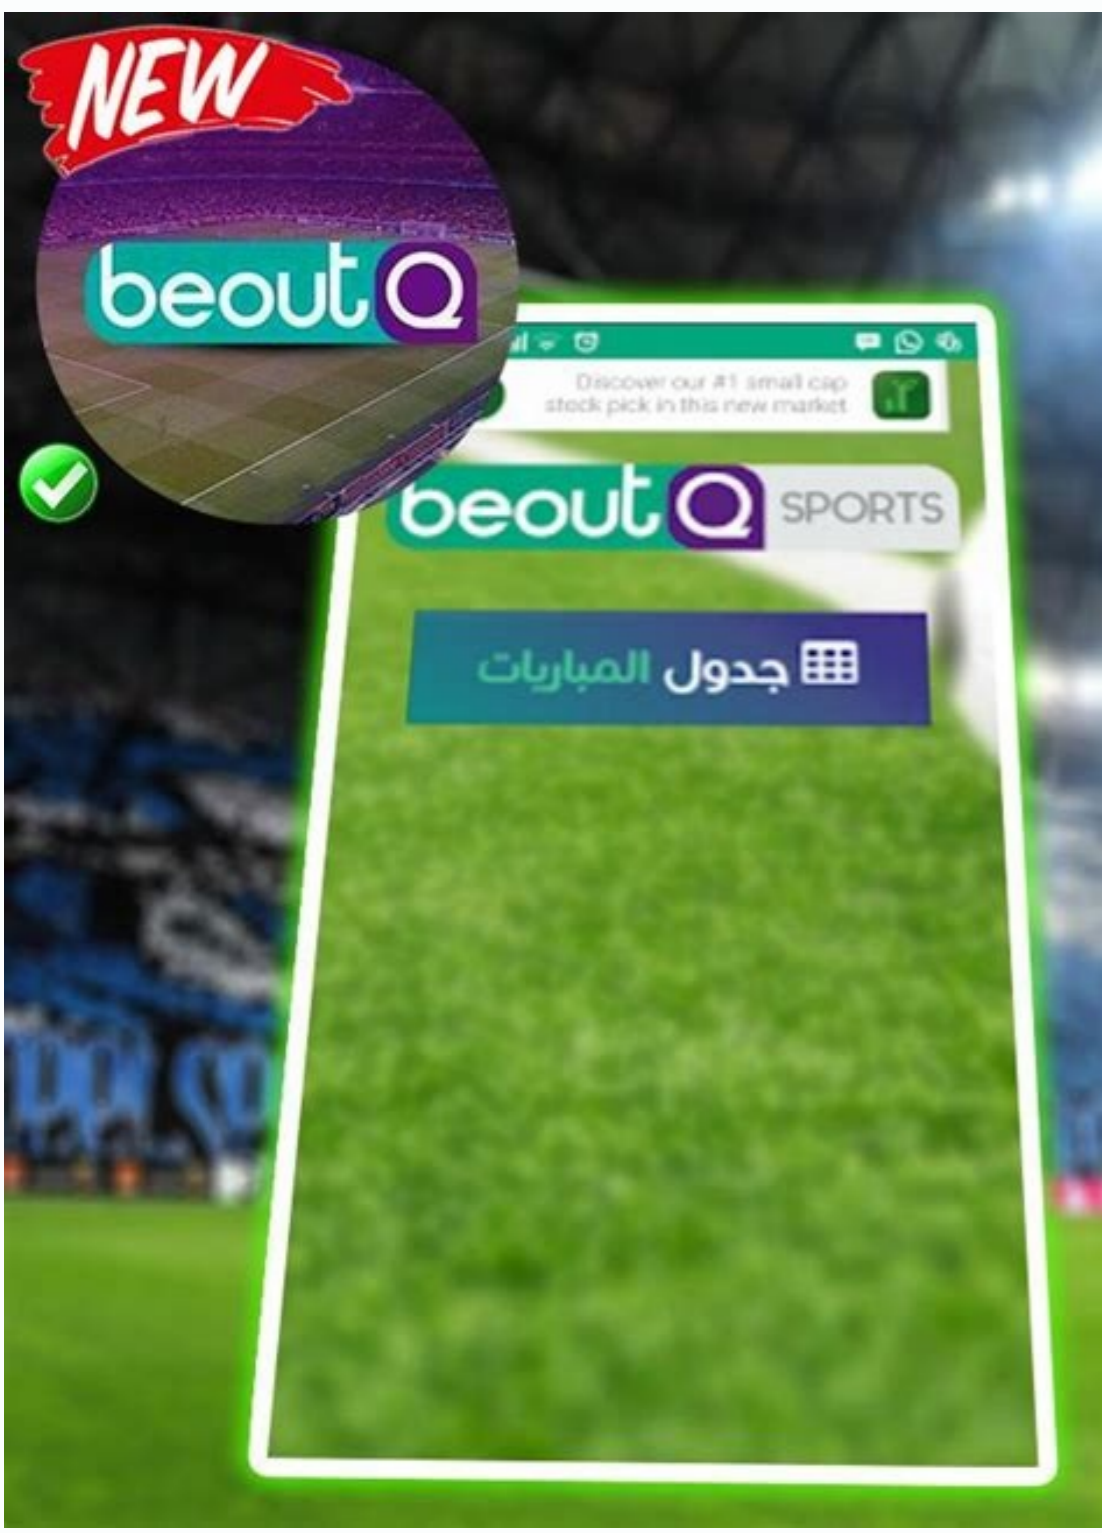 NEW
beoutQ
Discover our #1 small cap
stock pick in this new market
beoutQ SPORTS
جدول المباريات